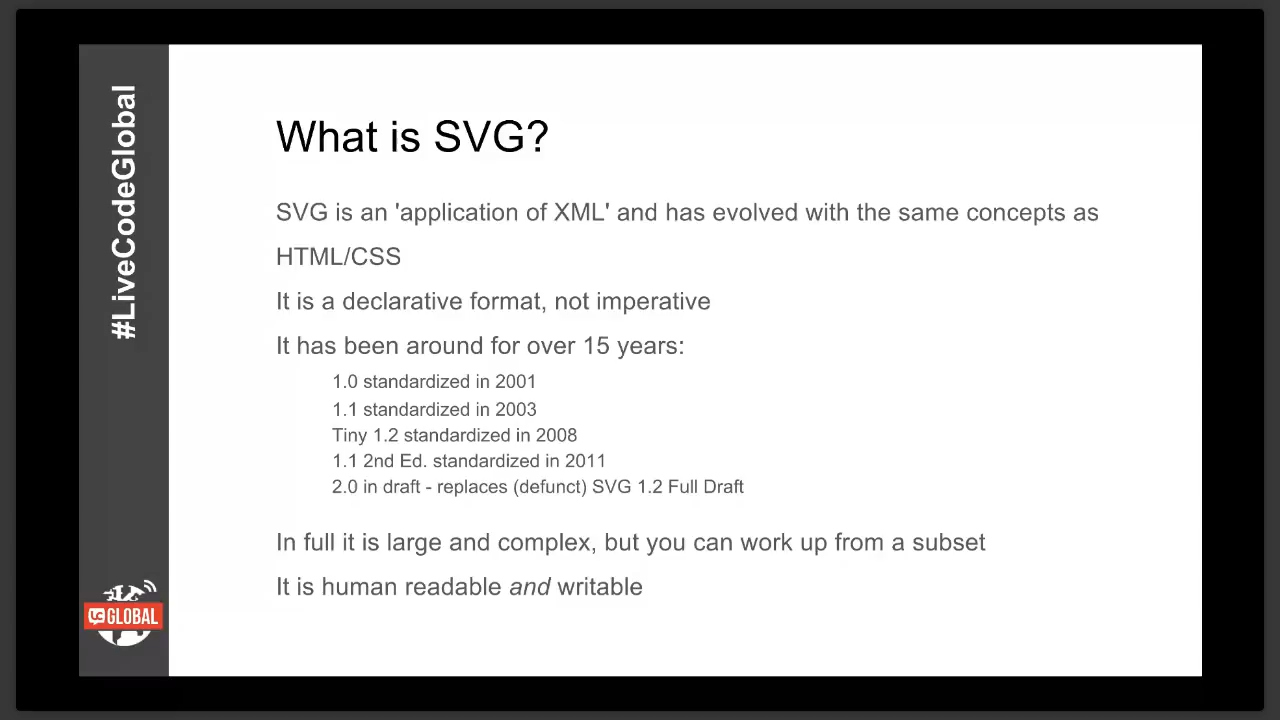 #LiveCodeGlobal
What is SVG?
SVG is an 'application of XML' and has evolved with the same concepts as
HTML/CSS
It is a declarative format, not imperative
It has been around for over 15 years:
1.0 standardized in 2001
1.1 standardized in 2003
Tiny 1.2 standardized in 2008
1.1 2nd Ed. standardized in 2011
2.0 in draft - replaces (defunct) SVG 1.2 Full Draft
In full it is large and complex, but you can work up from a subset
It is human readable and writable
GLOBAL